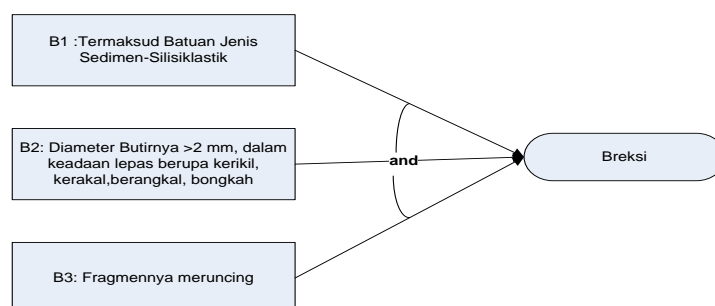 B1 :Termaksud Batuan Jenis
Sedimen-Silisiklastik
B2: Diameter Butirnya >2 mm, dalam
keadaan lepas berupa kerikil,
kerakal,berangkal, bongkah
and
Breksi
B3: Fragmennya meruncing